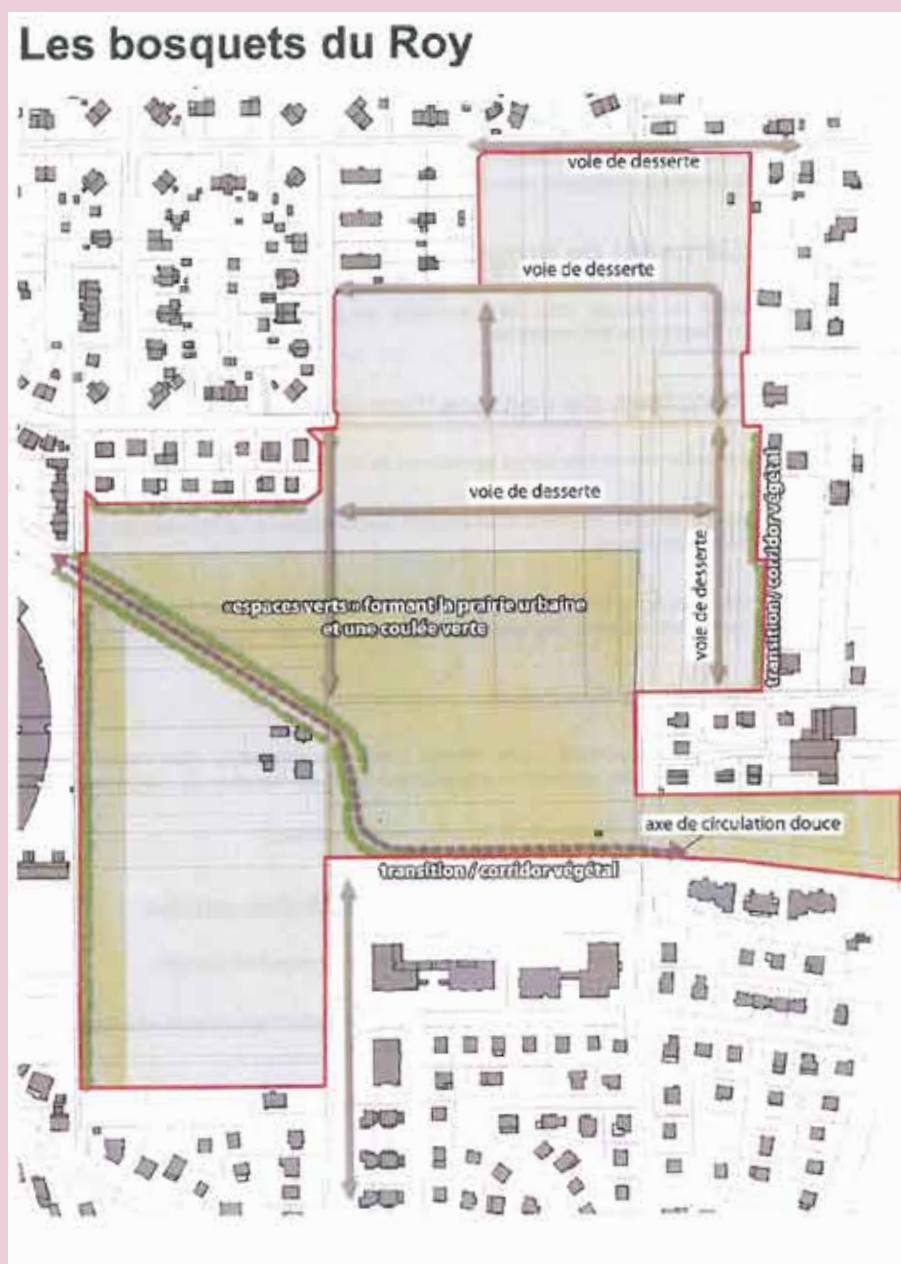 Les bosquets du Roy
voie de desserte
voie de desserte
voie de desserte
voie de desserte
transition / corridor végétal
«espaces verts» formant la prairie urbaine
et une coulée verte
axe de circulation douce
transition / corridor végétal